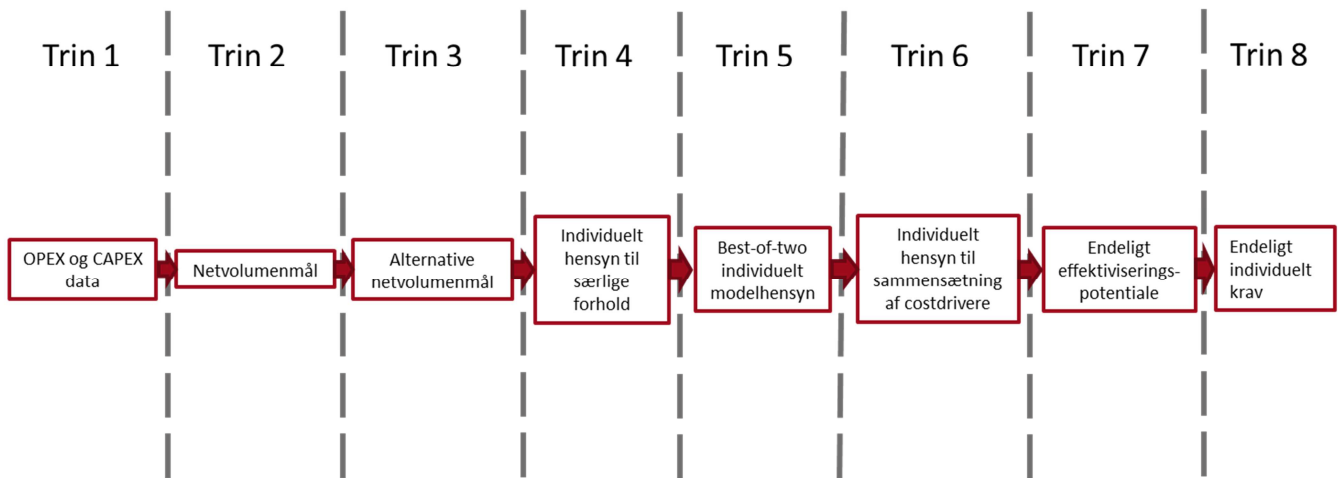 Trin 1
Trin 2
Trin 3
Trin 4
Trin 5
Trin 6
Trin 7
Trin 8
OPEX og CAPEX
data
Netvolumenmål
Alternative
netvolumenmål
Individuelt
hensyn til
særlige
forhold
Best-of-two
individuelt
modelhensyn
Individuelt
hensyn til
sammensætning
af costdrivere
Endeligt
effektiviserings-
potentiale
Endeligt
individuelt
krav